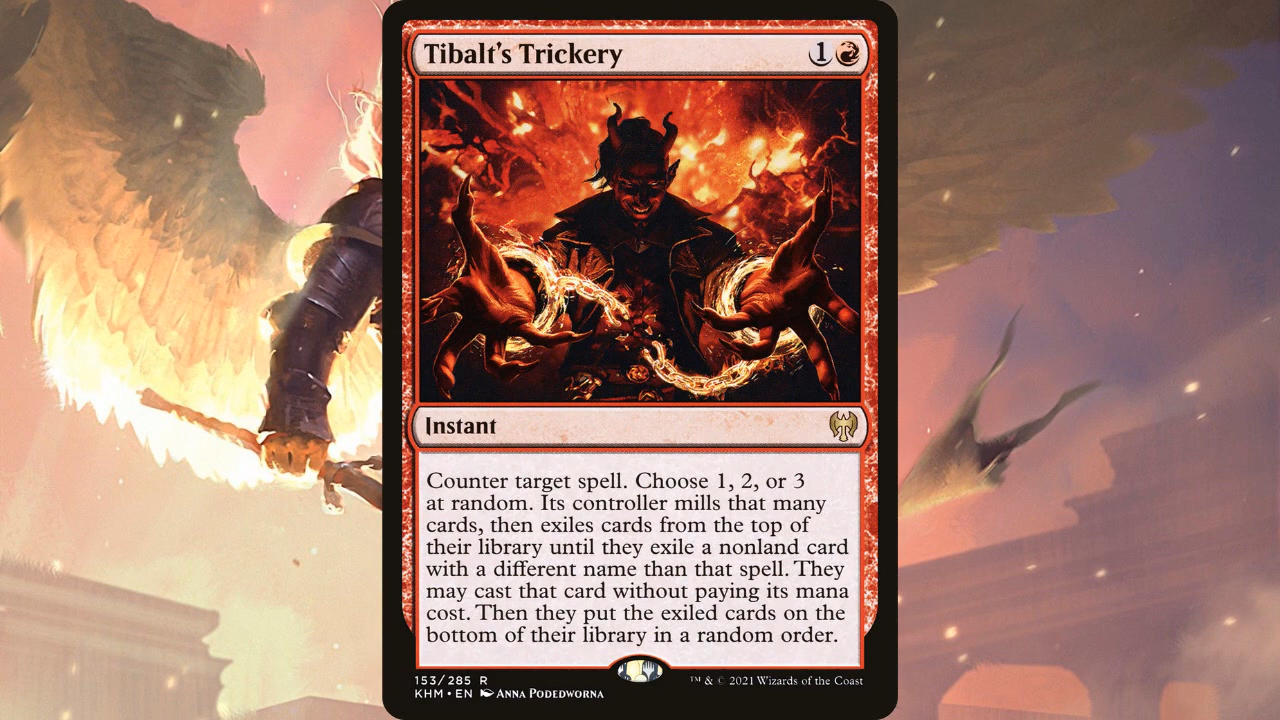 Tibalt's Trickery 1
Instant
Counter target spell. Choose 1, 2, or 3
at random. Its controller mills that many
cards, then exiles cards from the top of
their library until they exile a nonland card
with a different name than that spell. They
may cast that card without paying its mana
cost. Then they put the exiled cards on the
bottom of their library in a random order.
153/285 R ™ & © 2021 Wizards of the Coast
KHM • EN Anna Podedworna